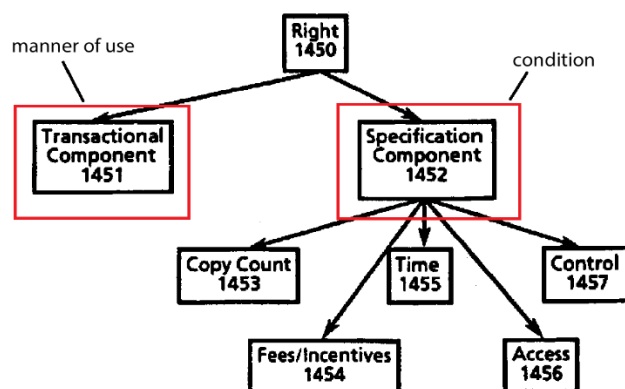 manner of use
Right
1450
condition
Transactional
Component
1451
Specification
Component
1452
Copy Count
1453
Time
1455
Control
1457
Fees/Incentives
1454
Access
1456